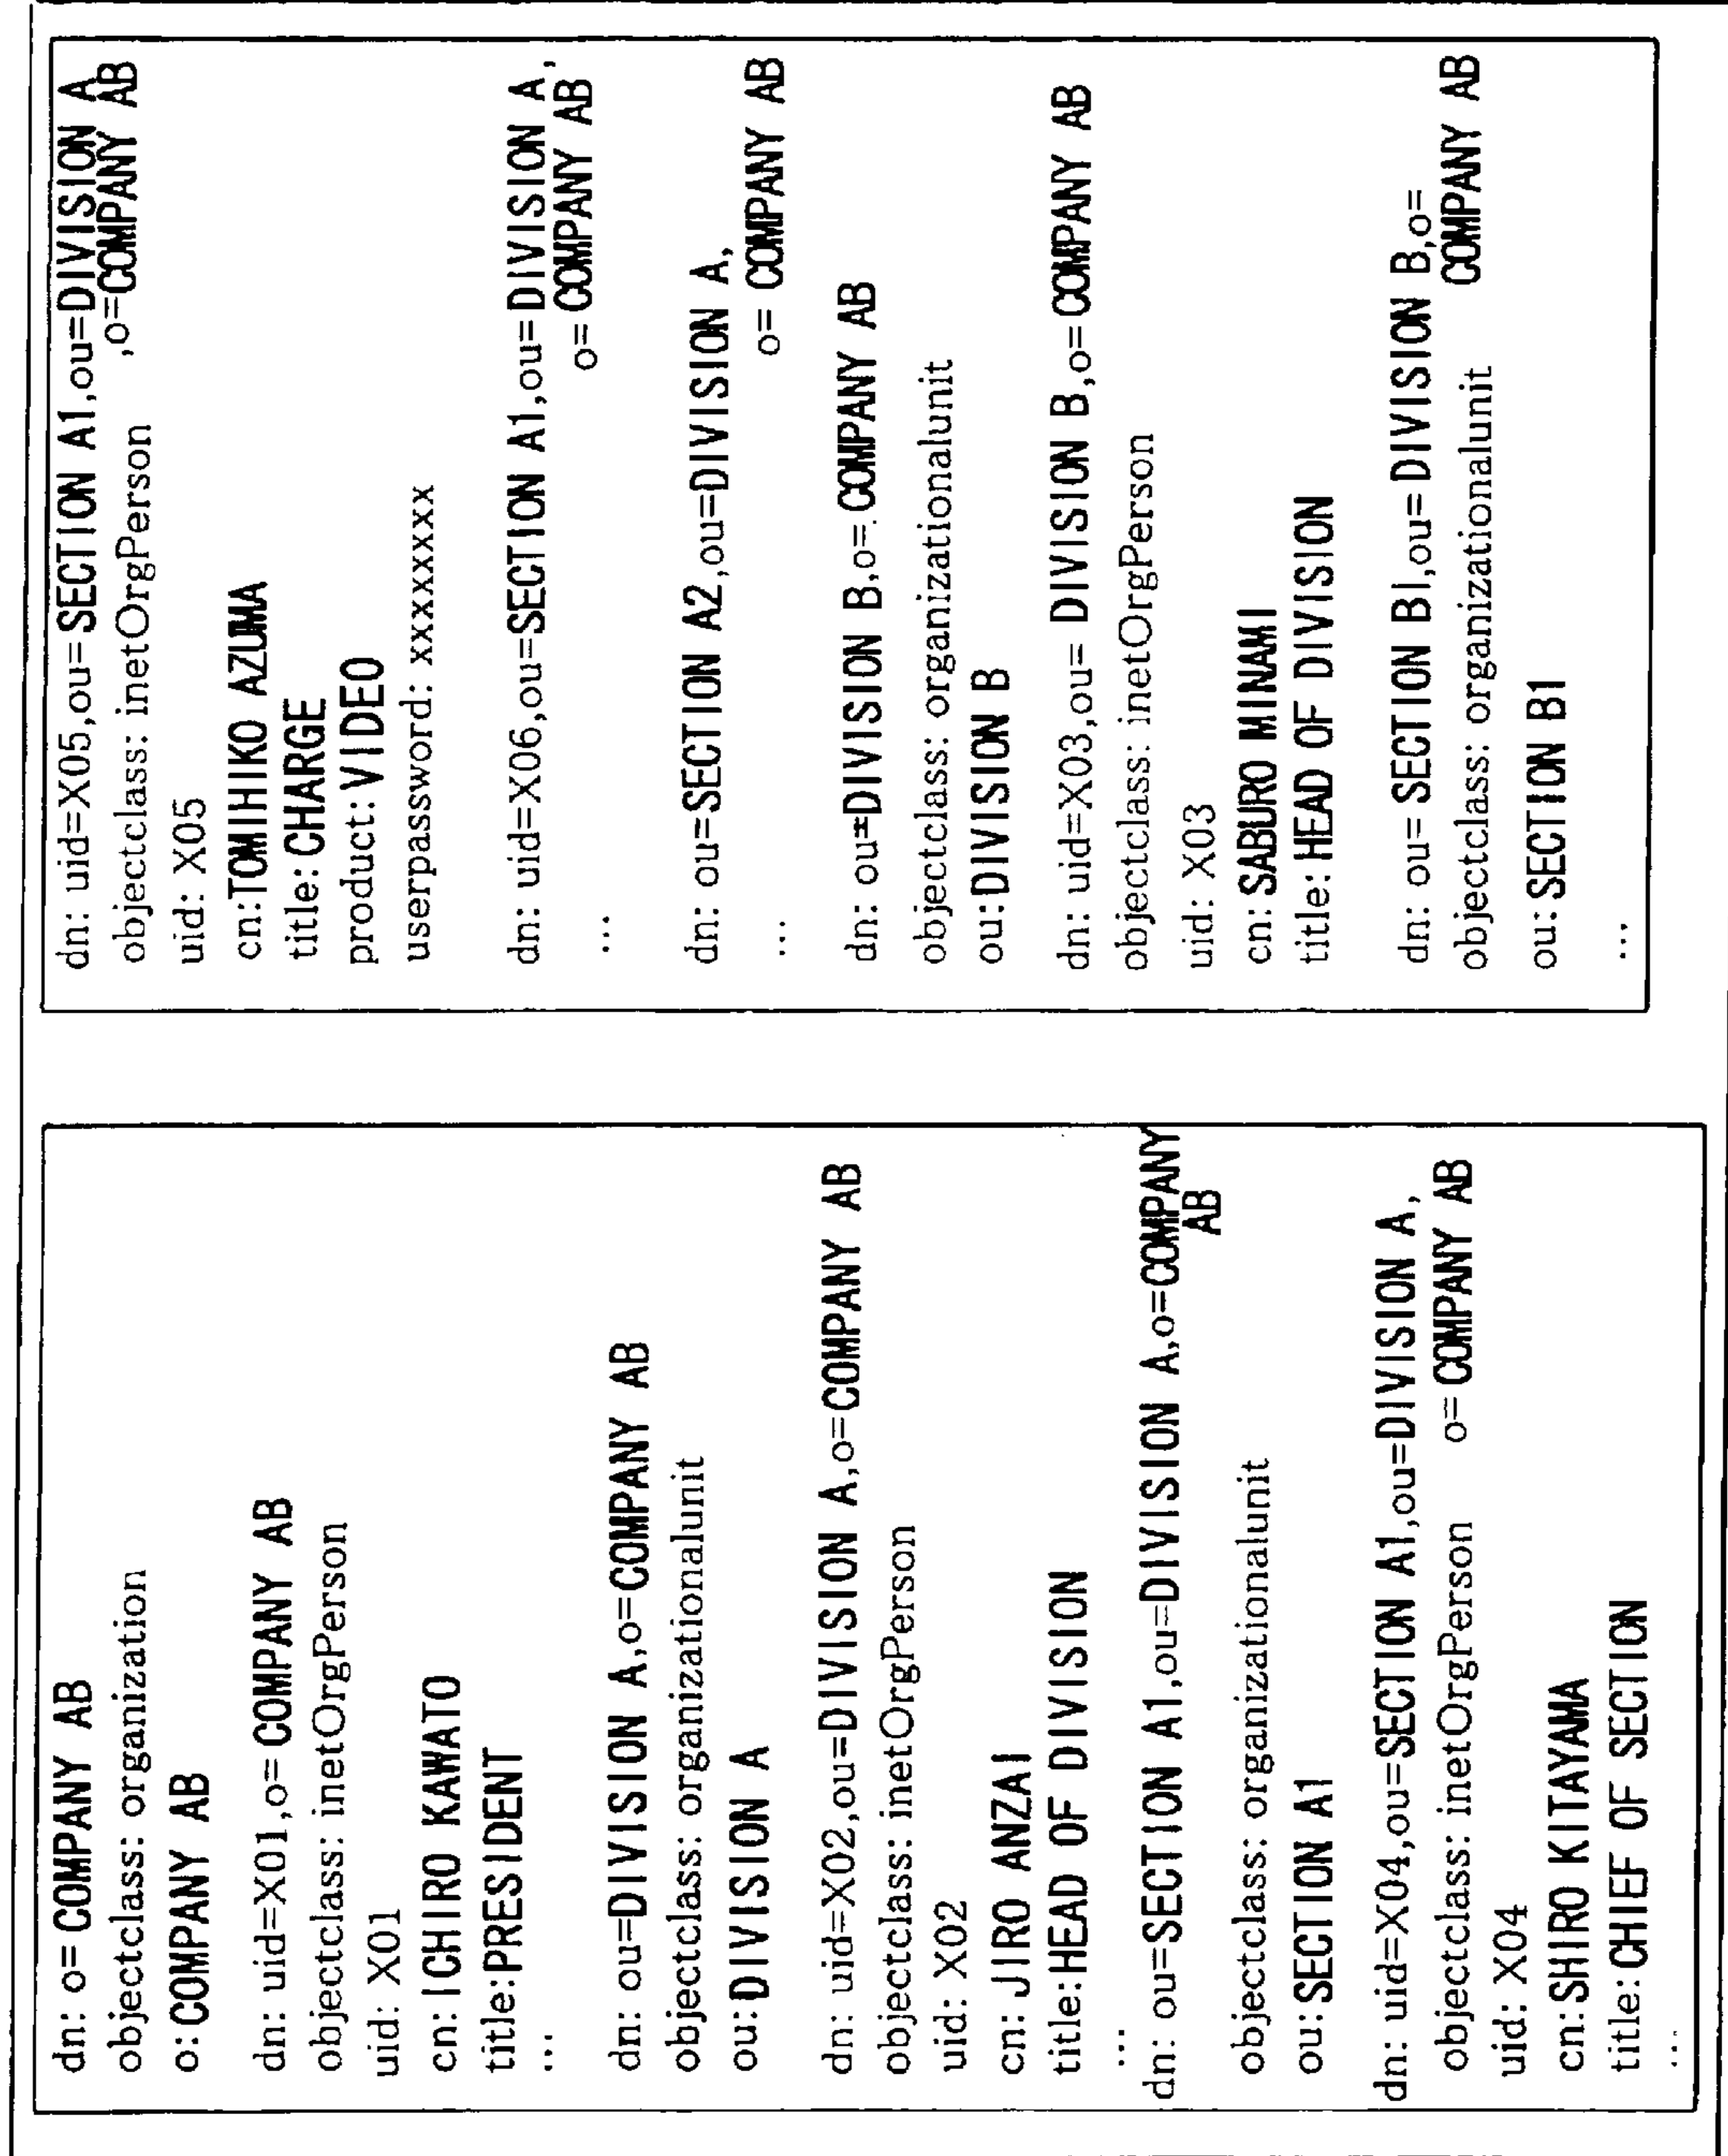 dn: o= COMPANY AB
objectclass: organization
o: COMPANY AB
dn: uid=X01,o= COMPANY AB
objectclass: inetOrgPerson
uid: X01
cn: ICHIRO KAWATO
title:PRESIDENT
...
dn: ou=DIVISION A,o=COMPANY AB
objectclass: organizationalunit
ou:DIVISION A
dn: uid=X02,ou=DIVISION A,o=COMPANY AB
objectclass: inetOrgPerson
uid: X02
cn: JIRO ANZAI
title:HEAD OF DIVISION
...
dn: ou=SECTION A1,ou=DIVISION A,o=COMPANY
AB
objectclass: organizationalunit
ou: SECTION A1
dn: uid=X04,ou=SECTION A1,ou=DIVISION A,
o= COMPANY AB
objectclass: inetOrgPerson
uid: X04
cn:SHIRO KITAYAMA
title:CHIEF OF SECTION
...
dn: uid=X05,ou=SECTION A1,ou=DIVISION A
,o=COMPANY AB
objectclass: inetOrgPerson
uid: X05
cn:TOMIHIKO AZUMA
title:CHARGE
product:VIDEO
userpassword: xxxxxxxx
dn: uid=X06,ou=SECTION A1,ou=DIVISION A,
o= COMPANY AB
...
dn: ou=SECTION A2,ou=DIVISION A,
o= COMPANY AB
...
dn: ou=DIVISION B,o=COMPANY AB
objectclass: organizationalunit
ou:DIVISION B
dn: uid=X03,ou= DIVISION B,o=COMPANY AB
objectclass: inetOrgPerson
uid: X03
cn: SABURO MINAMI
title:HEAD OF DIVISION
dn: ou= SECTION B1,ou=DIVISION B,o=
COMPANY AB
objectclass: organizationalunit
ou:SECTION B1
...